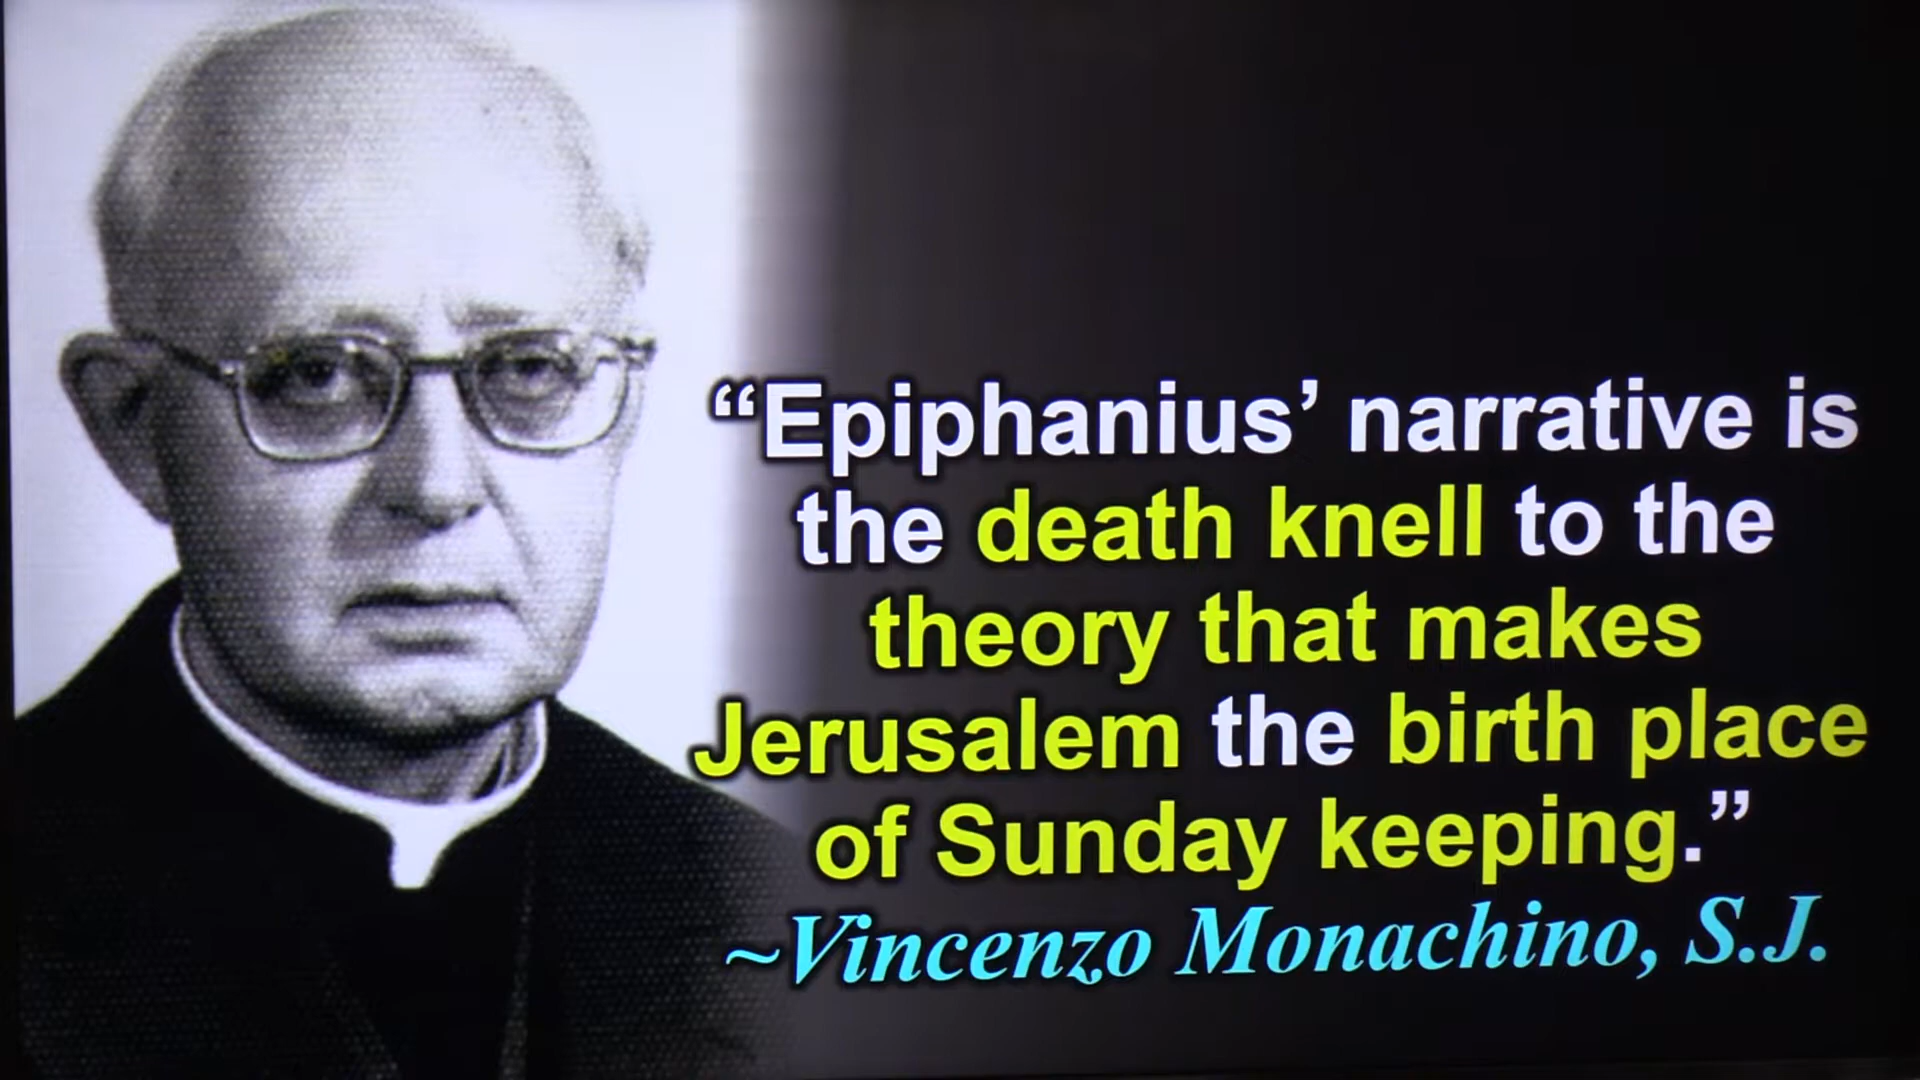 “Epiphanius’ narrative is
the death knell to the
theory that makes
Jerusalem the birth place
of Sunday keeping.”
~Vincenzo Monachino, S.J.